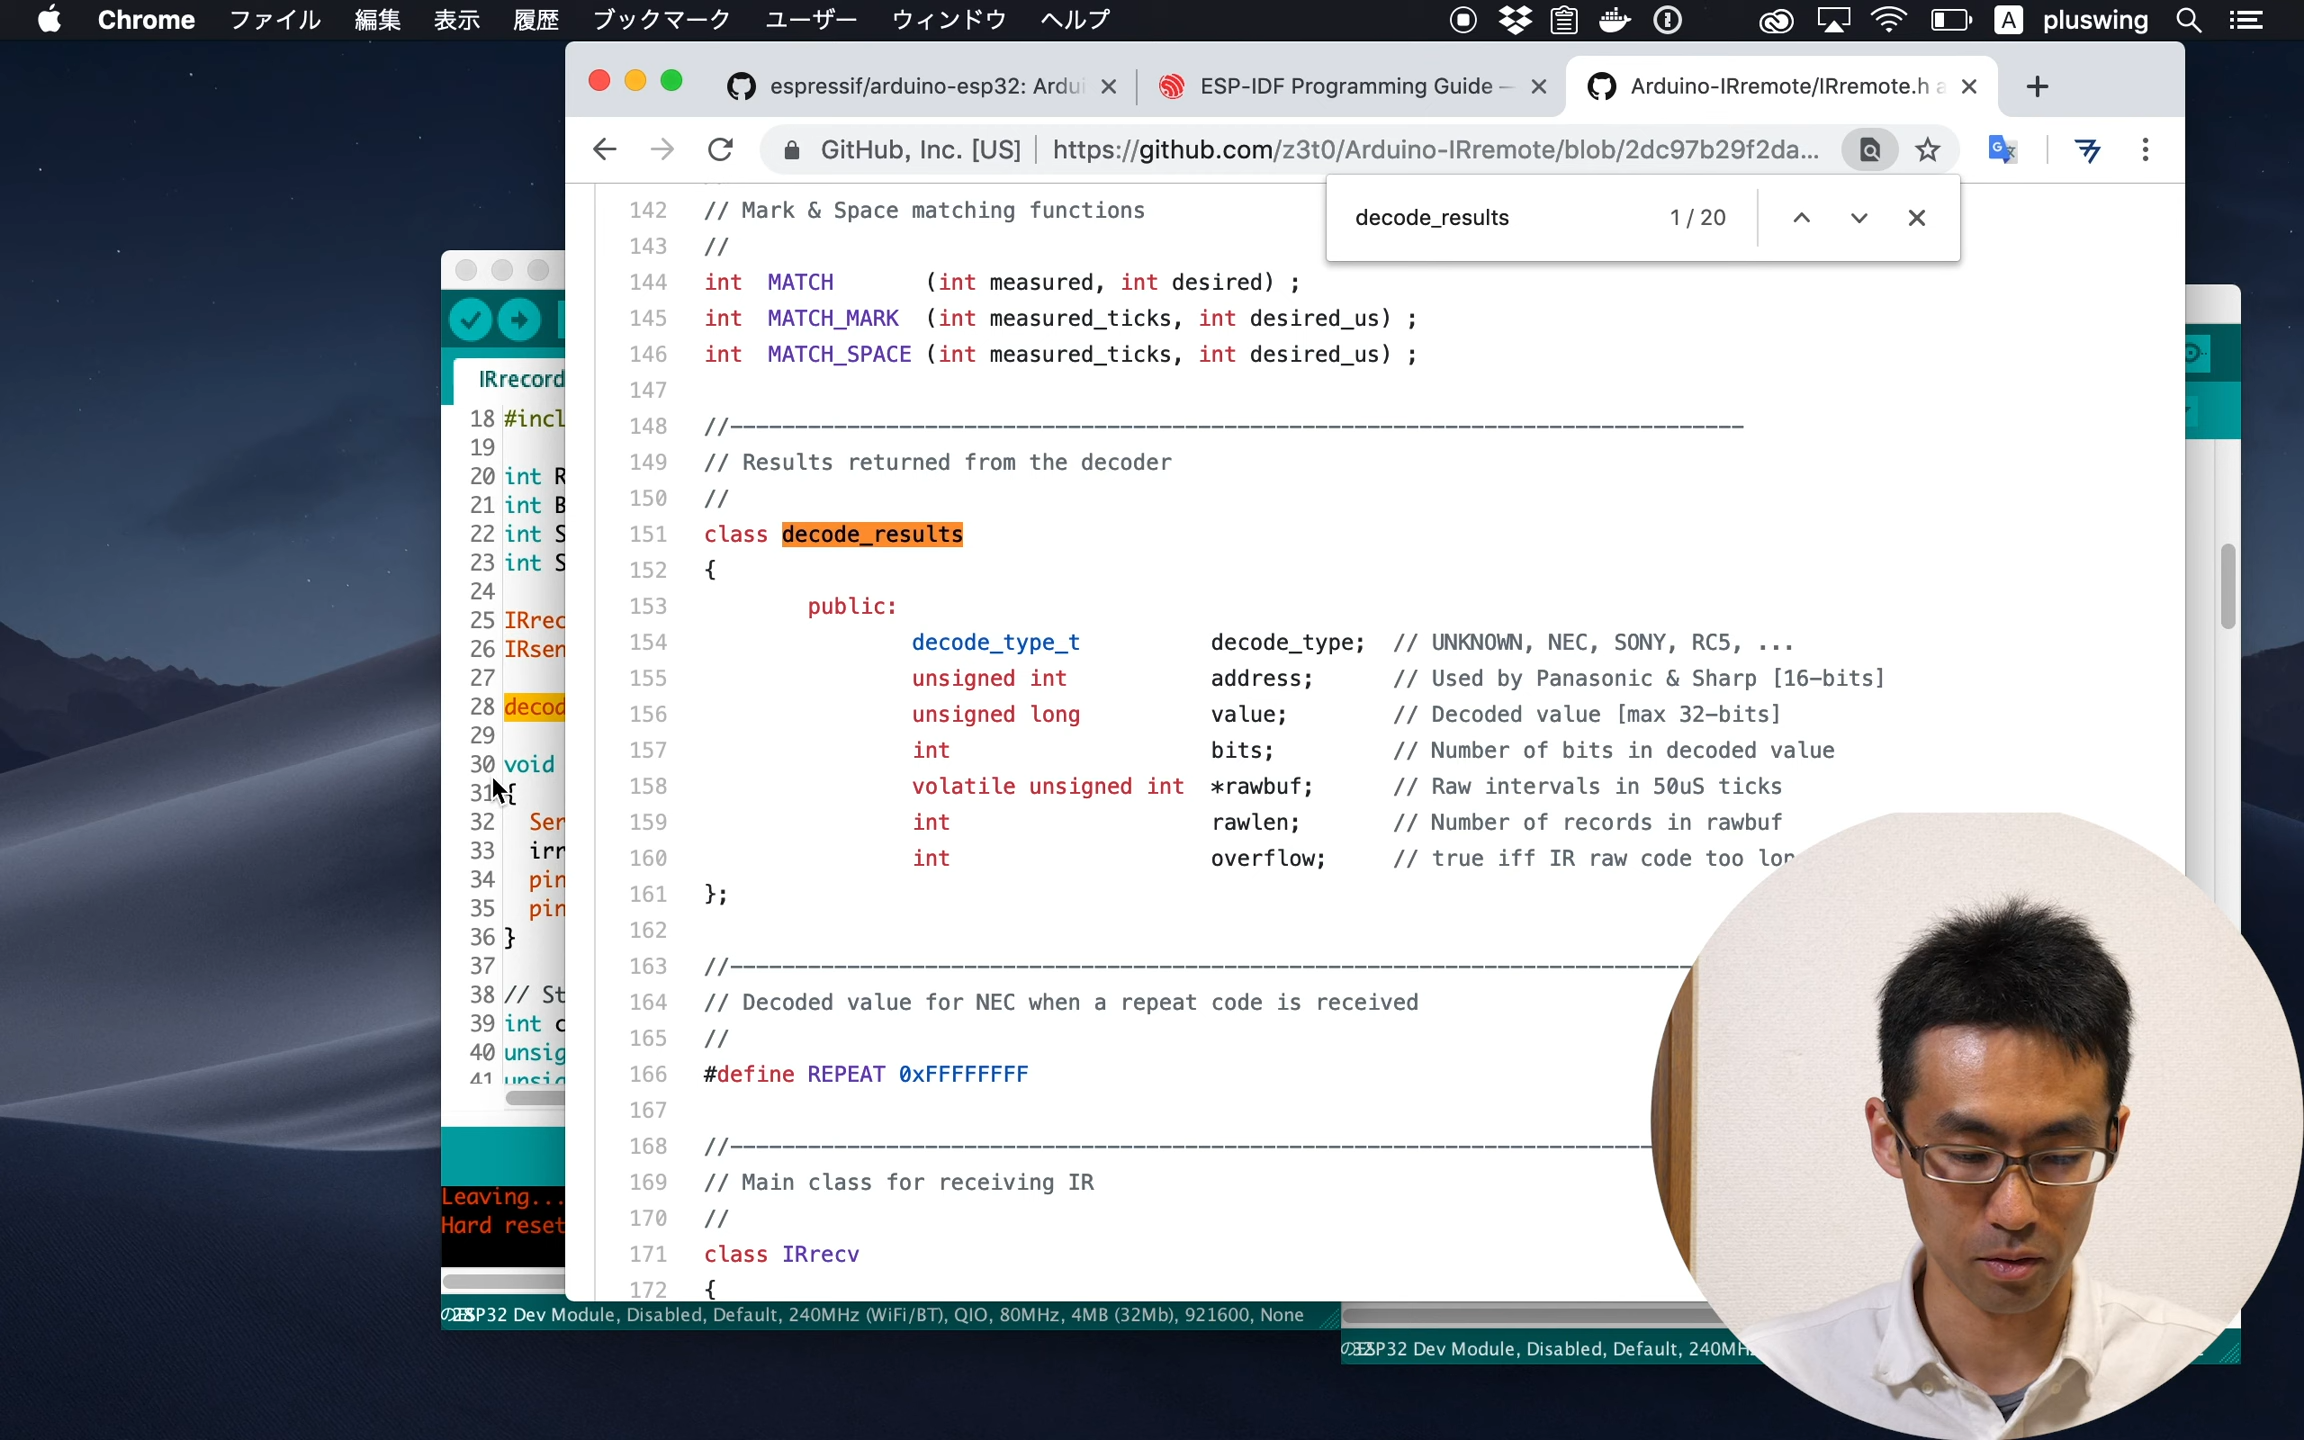 Chrome ファイル 編集 表示 履歴 ブックマーク ユーザー ウィンドウ ヘルプ A pluswing
espressif/arduino-esp32: Ardui
ESP-IDF Programming Guide —
Arduino-IRremote/IRremote.h a
GitHub, Inc. [US] https://github.com/z3t0/Arduino-IRremote/blob/2dc97b29f2da...
decode_results 1 / 20
142 // Mark & Space matching functions
143 //
144 int MATCH (int measured, int desired) ;
145 int MATCH_MARK (int measured_ticks, int desired_us) ;
146 int MATCH_SPACE (int measured_ticks, int desired_us) ;
147
148 //------------------------------------------------------------------------------
149 // Results returned from the decoder
150 //
151 class decode_results
152 {
153 public:
154 decode_type_t decode_type; // UNKNOWN, NEC, SONY, RC5, ...
155 unsigned int address; // Used by Panasonic & Sharp [16-bits]
156 unsigned long value; // Decoded value [max 32-bits]
157 int bits; // Number of bits in decoded value
158 volatile unsigned int *rawbuf; // Raw intervals in 50uS ticks
159 int rawlen; // Number of records in rawbuf
160 int overflow; // true iff IR raw code too lon
161 };
162
163 //------------------------------------------------------------------------------
164 // Decoded value for NEC when a repeat code is received
165 //
166 #define REPEAT 0xFFFFFFFF
167
168 //------------------------------------------------------------------------------
169 // Main class for receiving IR
170 //
171 class IRrecv
172 {
IRrecord
18 #incl
19
20 int R
21 int B
22 int S
23 int S
24
25 IRrec
26 IRsen
27
28 decod
29
30 void
31 {
32 Ser
33 irr
34 pin
35 pin
36 }
37
38 // St
39 int c
40 unsig
41 unsig
Leaving...
Hard reset
ESP32 Dev Module, Disabled, Default, 240MHz (WiFi/BT), QIO, 80MHz, 4MB (32Mb), 921600, None
ESP32 Dev Module, Disabled, Default, 240MH